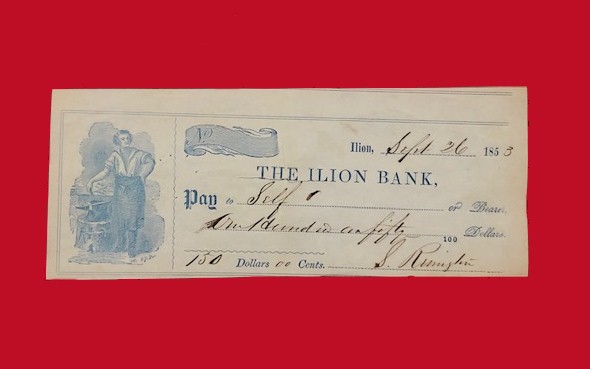 No
Ilion, Sept 26 1853
THE ILION BANK,
Pay to Self or Bearer,
One Hundred fifty 100 Dollars.
150 Dollars 00 Cents. S. Remington